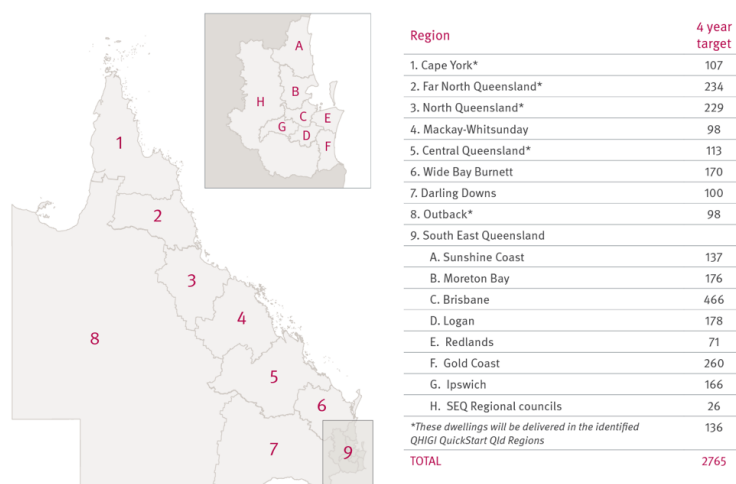 A
B
H
C
E
G
D
F
1
2
3
4
8
5
6
7
9
Region 4 year target
1. Cape York* 107
2. Far North Queensland* 234
3. North Queensland* 229
4. Mackay-Whitsunday 98
5. Central Queensland* 113
6. Wide Bay Burnett 170
7. Darling Downs 100
8. Outback* 98
9. South East Queensland
A. Sunshine Coast 137
B. Moreton Bay 176
C. Brisbane 466
D. Logan 178
E. Redlands 71
F. Gold Coast 260
G. Ipswich 166
H. SEQ Regional councils 26
*These dwellings will be delivered in the identified 136
QHIGI QuickStart Qld Regions
TOTAL 2765